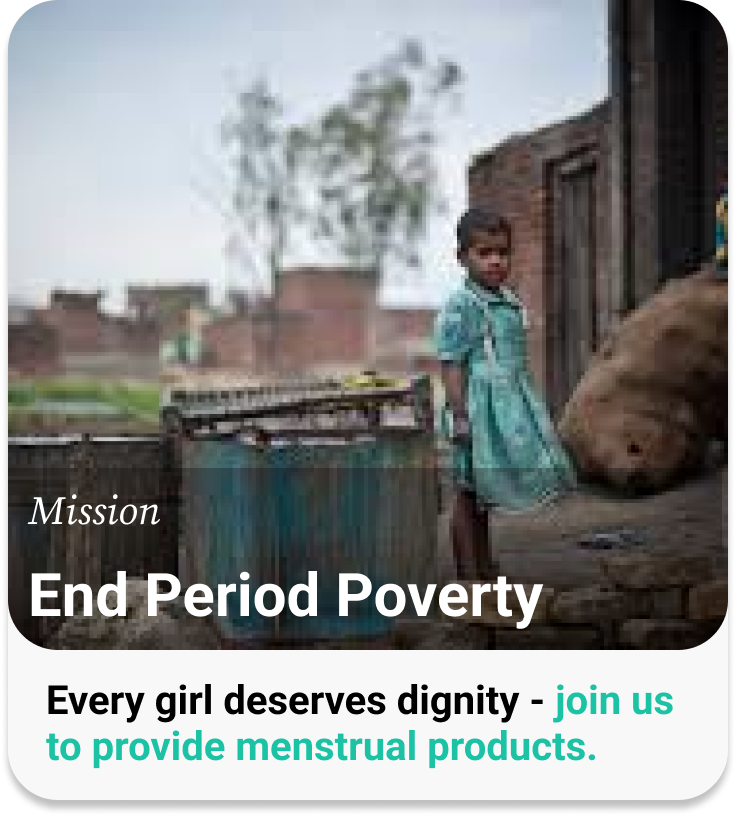 Mission
End Period Poverty
Every girl deserves dignity - join us
to provide menstrual products.